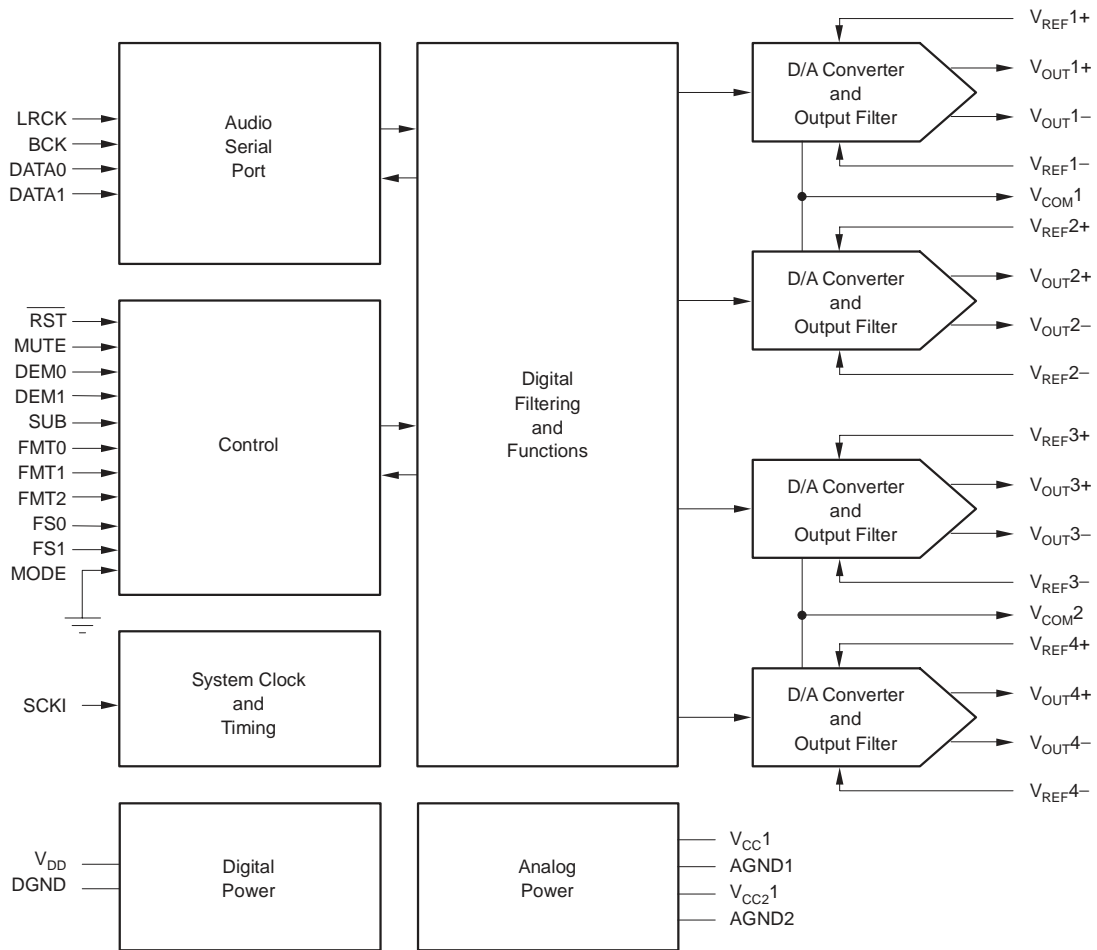 LRCK
BCK
DATA0
DATA1
Audio
Serial
Port
RST
MUTE
DEM0
DEM1
SUB
FMT0
FMT1
FMT2
FS0
FS1
MODE
Control
SCKI
System Clock
and
Timing
VDD
DGND
Digital
Power
Digital
Filtering
and
Functions
Analog
Power
VCC1
AGND1
VCC21
AGND2
D/A Converter
and
Output Filter
VREF1+
VOUT1+
VOUT1−
VREF1−
VCOM1
D/A Converter
and
Output Filter
VREF2+
VOUT2+
VOUT2−
VREF2−
D/A Converter
and
Output Filter
VREF3+
VOUT3+
VOUT3−
VREF3−
VCOM2
D/A Converter
and
Output Filter
VREF4+
VOUT4+
VOUT4−
VREF4−